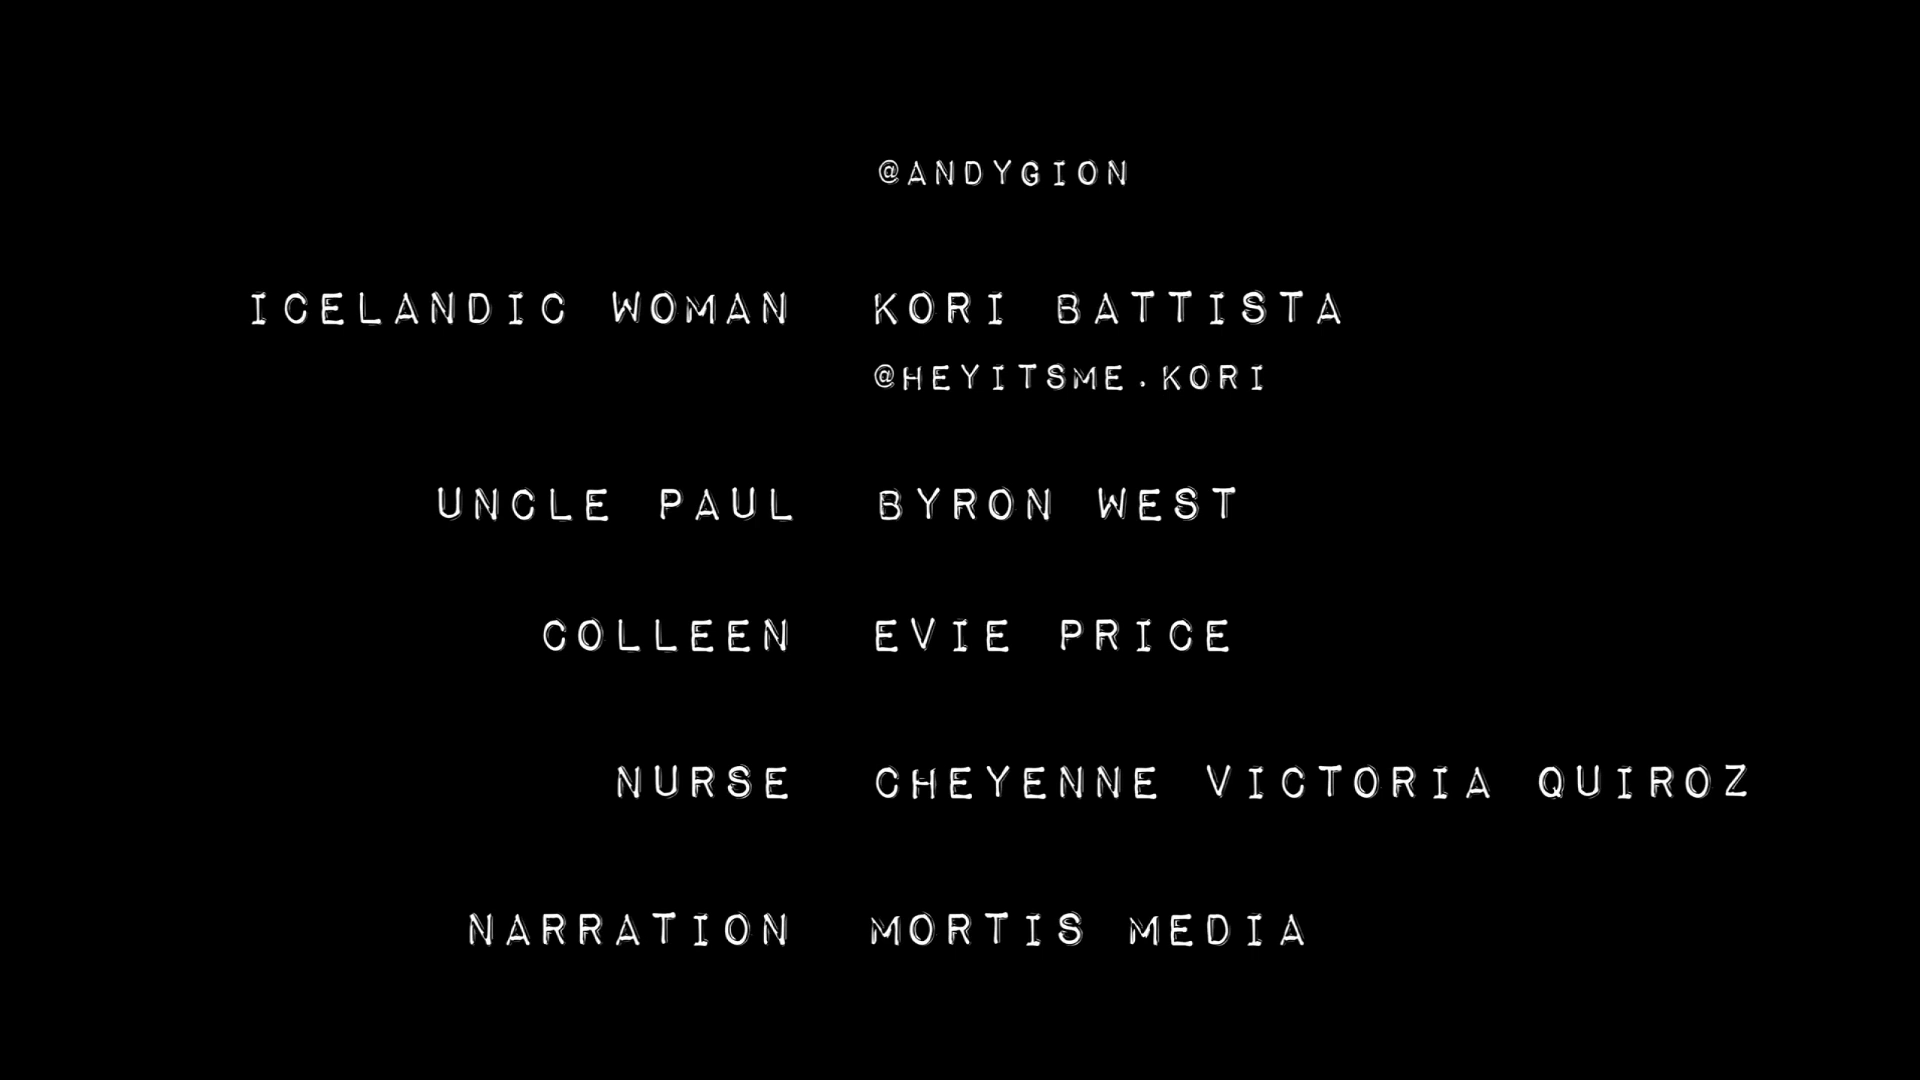 @ANDYGION
ICELANDIC WOMAN KORI BATTISTA
@HEYITSME.KORI
UNCLE PAUL BYRON WEST
COLLEEN EVIE PRICE
NURSE CHEYENNE VICTORIA QUIROZ
NARRATION MORTIS MEDIA